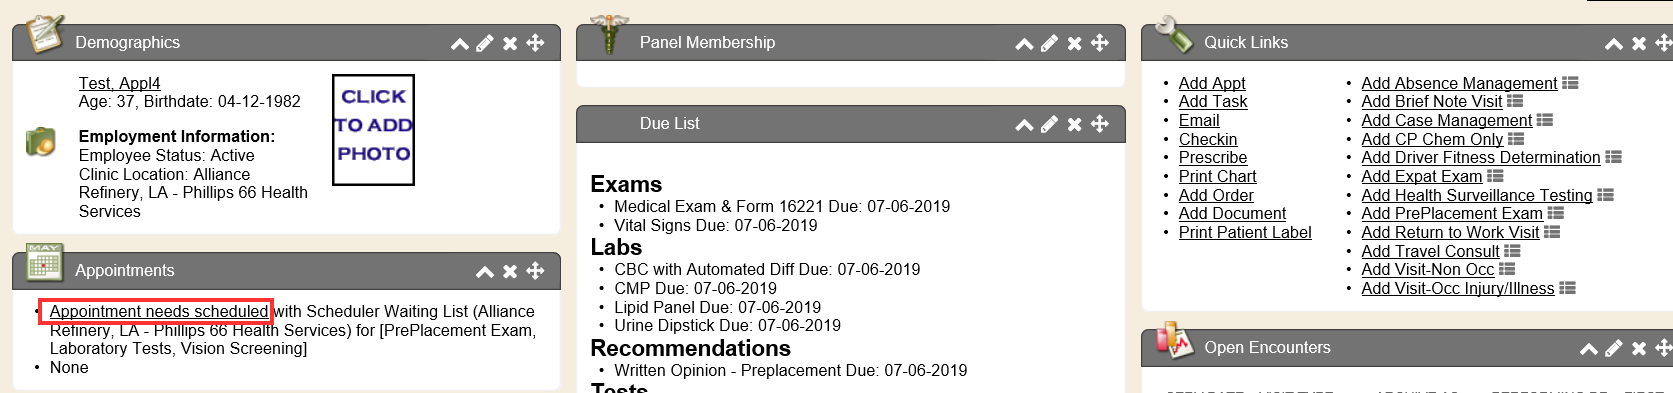 Demographics
Test, Appl4
Age: 37, Birthdate: 04-12-1982
Employment Information:
Employee Status: Active
Clinic Location: Alliance
Refinery, LA - Phillips 66 Health
Services
CLICK
TO ADD
PHOTO
MAY
Appointments
• Appointment needs scheduled with Scheduler Waiting List (Alliance
Refinery, LA - Phillips 66 Health Services) for [PrePlacement Exam,
Laboratory Tests, Vision Screening]
• None
Panel Membership
Due List
Exams
• Medical Exam & Form 16221 Due: 07-06-2019
• Vital Signs Due: 07-06-2019
Labs
• CBC with Automated Diff Due: 07-06-2019
• CMP Due: 07-06-2019
• Lipid Panel Due: 07-06-2019
• Urine Dipstick Due: 07-06-2019
Recommendations
• Written Opinion - Preplacement Due: 07-06-2019
Tests
Quick Links
• Add Appt
• Add Task
• Email
• Checkin
• Prescribe
• Print Chart
• Add Order
• Add Document
• Print Patient Label
• Add Absence Management
• Add Brief Note Visit
• Add Case Management
• Add CP Chem Only
• Add Driver Fitness Determination
• Add Expat Exam
• Add Health Surveillance Testing
• Add PrePlacement Exam
• Add Return to Work Visit
• Add Travel Consult
• Add Visit-Non Occ
• Add Visit-Occ Injury/Illness
Open Encounters